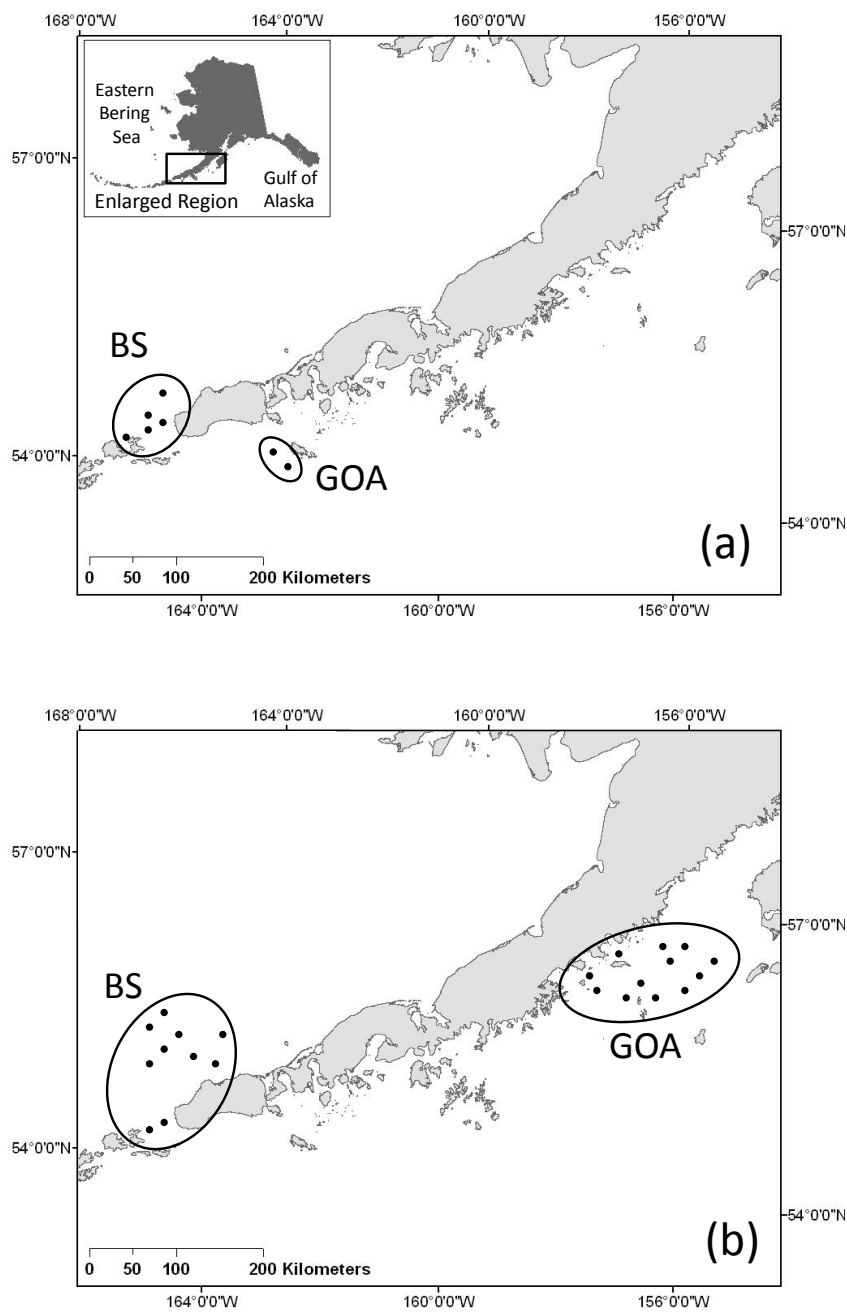 168°0'0"W 164°0'0"W 160°0'0"W 156°0'0"W
Eastern
Bering
Sea
Gulf of
Alaska
Enlarged Region
57°0'0"N
57°0'0"N
BS
54°0'0"N
GOA
54°0'0"N
(a)
0 50 100 200 Kilometers
164°0'0"W 160°0'0"W 156°0'0"W
168°0'0"W 164°0'0"W 160°0'0"W 156°0'0"W
57°0'0"N
57°0'0"N
BS
GOA
54°0'0"N
54°0'0"N
(b)
0 50 100 200 Kilometers
164°0'0"W 160°0'0"W 156°0'0"W